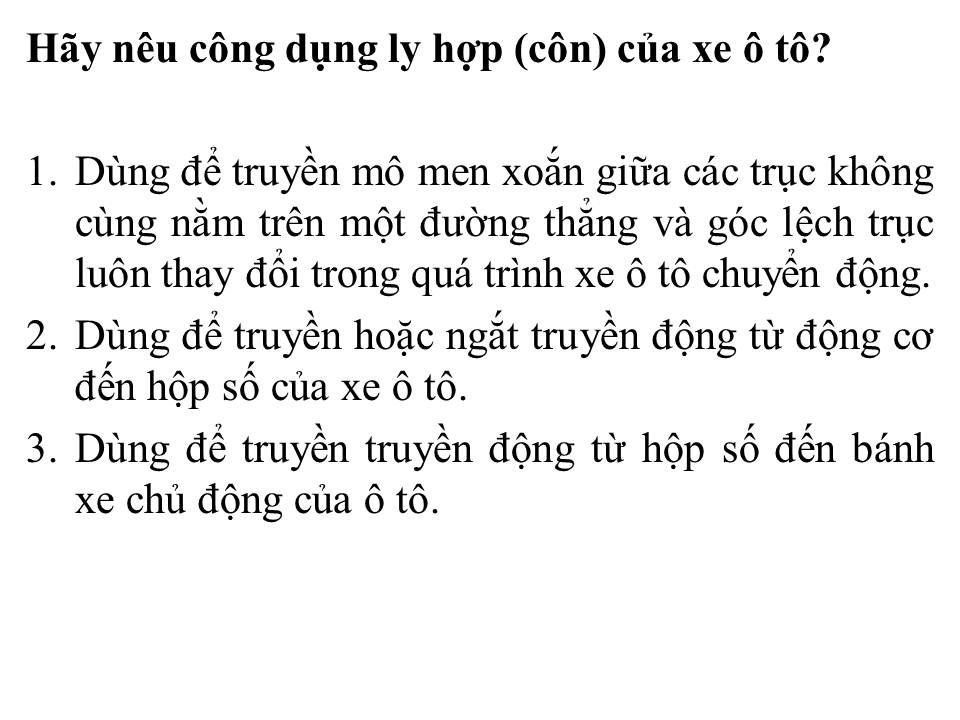 Hãy nêu công dụng ly hợp (côn) của xe ô tô?
1. Dùng để truyền mô men xoắn giữa các trục không
cùng nằm trên một đường thẳng và góc lệch trục
luôn thay đổi trong quá trình xe ô tô chuyển động.
2. Dùng để truyền hoặc ngắt truyền động từ động cơ
đến hộp số của xe ô tô.
3. Dùng để truyền truyền động từ hộp số đến bánh
xe chủ động của ô tô.